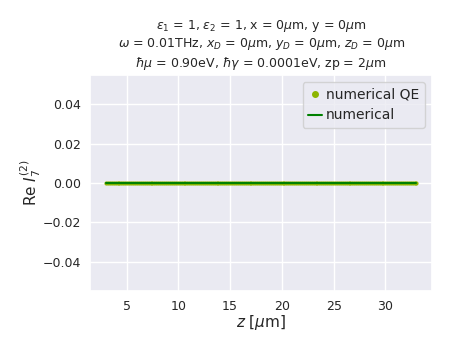 ε₁ = 1, ε₂ = 1, x = 0μm, y = 0μm
ω = 0.01THz, x_D = 0μm, y_D = 0μm, z_D = 0μm
ℏμ = 0.90eV, ℏγ = 0.0001eV, zp = 2μm
numerical QE
numerical
0.04
0.02
0.00
−0.02
−0.04
Re I₇⁽²⁾
5 10 15 20 25 30
z [μm]